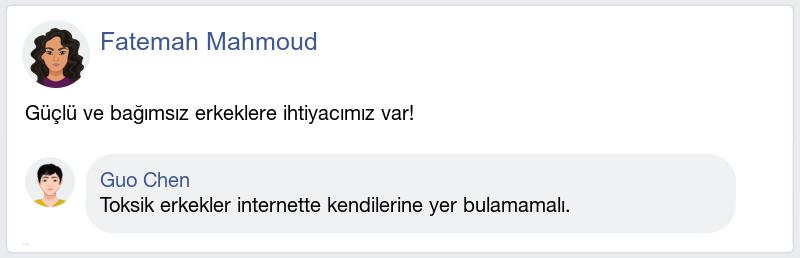 Fatemah Mahmoud
Güçlü ve bağımsız erkeklere ihtiyacımız var!
Guo Chen
Toksik erkekler internette kendilerine yer bulamamalı.